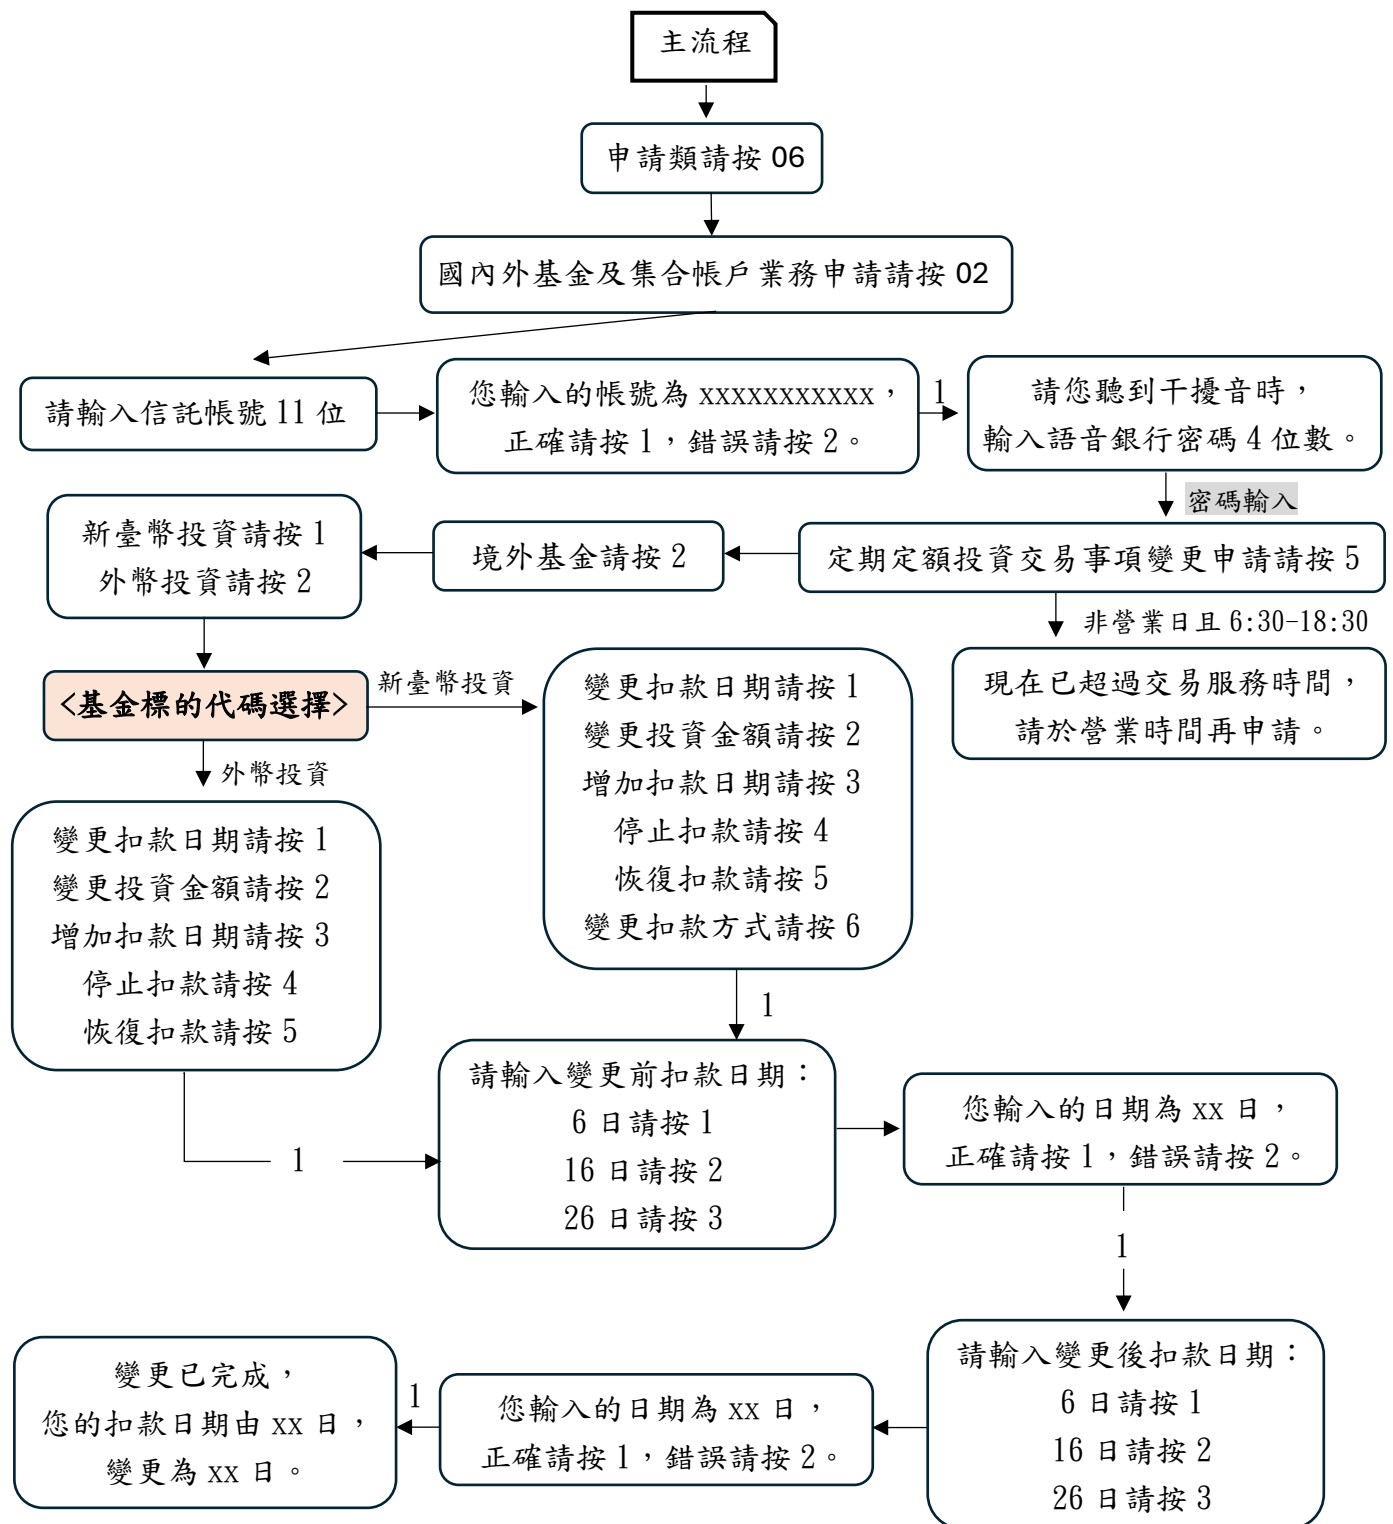 主流程
申請類請按 06
國內外基金及集合帳戶業務申請請按 02
請輸入信託帳號 11 位
您輸入的帳號為 xxxxxxxxxxx，
正確請按 1，錯誤請按 2。
1
請您聽到干擾音時，
輸入語音銀行密碼 4 位數。
密碼輸入
定期定額投資交易事項變更申請請按 5
境外基金請按 2
新臺幣投資請按 1
外幣投資請按 2
非營業日且 6:30-18:30
現在已超過交易服務時間，
請於營業時間再申請。
<基金標的代碼選擇>
新臺幣投資
變更扣款日期請按 1
變更投資金額請按 2
增加扣款日期請按 3
停止扣款請按 4
恢復扣款請按 5
變更扣款方式請按 6
外幣投資
變更扣款日期請按 1
變更投資金額請按 2
增加扣款日期請按 3
停止扣款請按 4
恢復扣款請按 5
1
1
請輸入變更前扣款日期：
6 日請按 1
16 日請按 2
26 日請按 3
您輸入的日期為 xx 日，
正確請按 1，錯誤請按 2。
1
請輸入變更後扣款日期：
6 日請按 1
16 日請按 2
26 日請按 3
您輸入的日期為 xx 日，
正確請按 1，錯誤請按 2。
1
變更已完成，
您的扣款日期由 xx 日，
變更為 xx 日。